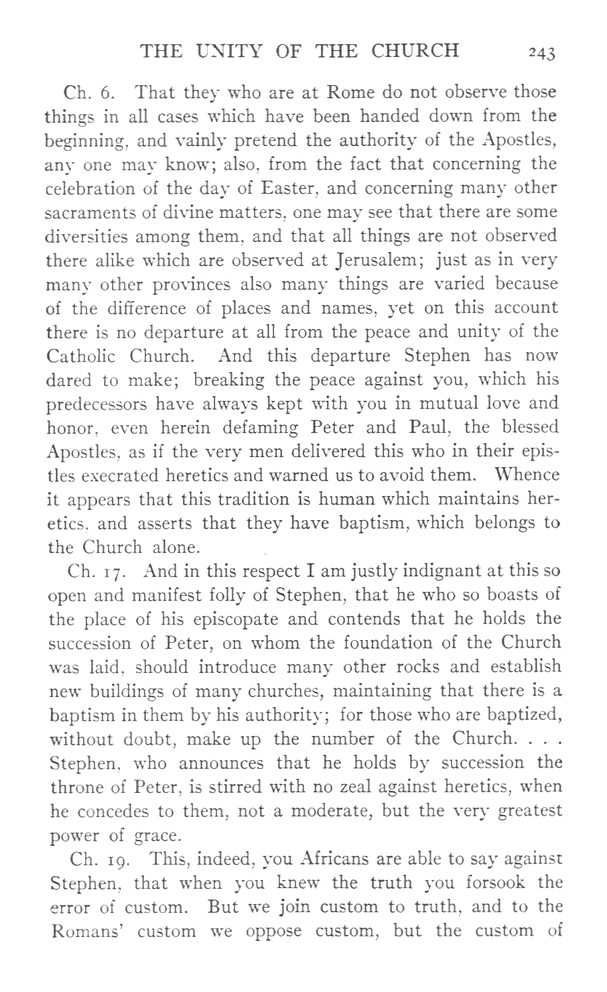 THE UNITY OF THE CHURCH 243
Ch. 6. That they who are at Rome do not observe those
things in all cases which have been handed down from the
beginning, and vainly pretend the authority of the Apostles,
any one may know; also, from the fact that concerning the
celebration of the day of Easter, and concerning many other
sacraments of divine matters, one may see that there are some
diversities among them, and that all things are not observed
there alike which are observed at Jerusalem; just as in very
many other provinces also many things are varied because
of the difference of places and names, yet on this account
there is no departure at all from the peace and unity of the
Catholic Church. And this departure Stephen has now
dared to make; breaking the peace against you, which his
predecessors have always kept with you in mutual love and
honor, even herein defaming Peter and Paul, the blessed
Apostles, as if the very men delivered this who in their epis-
tles execrated heretics and warned us to avoid them. Whence
it appears that this tradition is human which maintains her-
etics, and asserts that they have baptism, which belongs to
the Church alone.
Ch. 17. And in this respect I am justly indignant at this so
open and manifest folly of Stephen, that he who so boasts of
the place of his episcopate and contends that he holds the
succession of Peter, on whom the foundation of the Church
was laid, should introduce many other rocks and establish
new buildings of many churches, maintaining that there is a
baptism in them by his authority; for those who are baptized,
without doubt, make up the number of the Church. . . .
Stephen, who announces that he holds by succession the
throne of Peter, is stirred with no zeal against heretics, when
he concedes to them, not a moderate, but the very greatest
power of grace.
Ch. 19. This, indeed, you Africans are able to say against
Stephen, that when you knew the truth you forsook the
error of custom. But we join custom to truth, and to the
Romans' custom we oppose custom, but the custom of